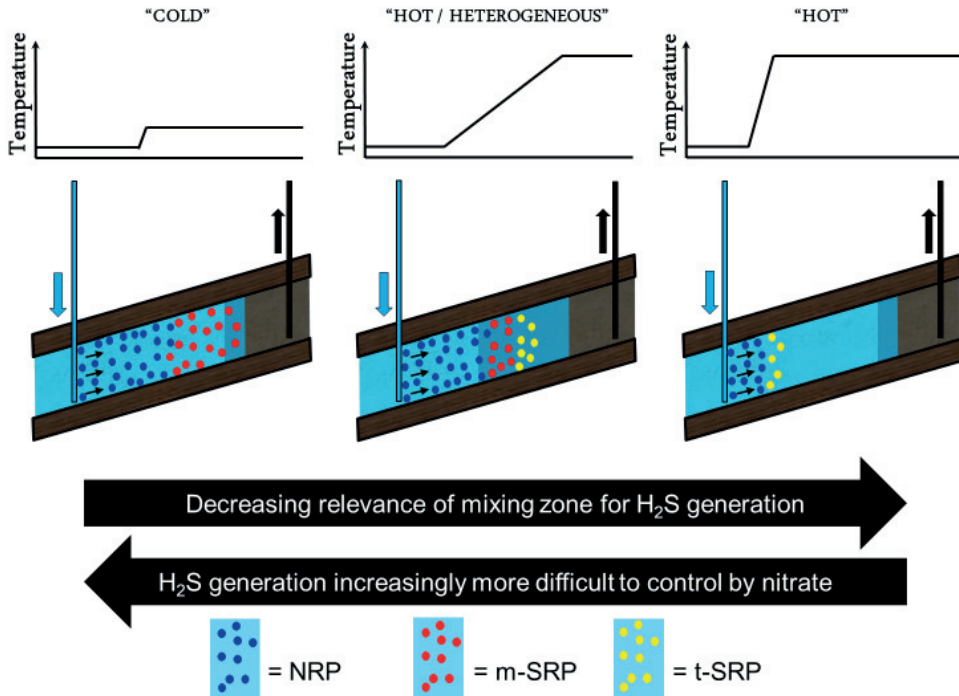 "COLD"
"HOT / HETEROGENEOUS"
"HOT"
Temperature
Temperature
Temperature
Decreasing relevance of mixing zone for H₂S generation
H₂S generation increasingly more difficult to control by nitrate
= NRP
= m-SRP
= t-SRP